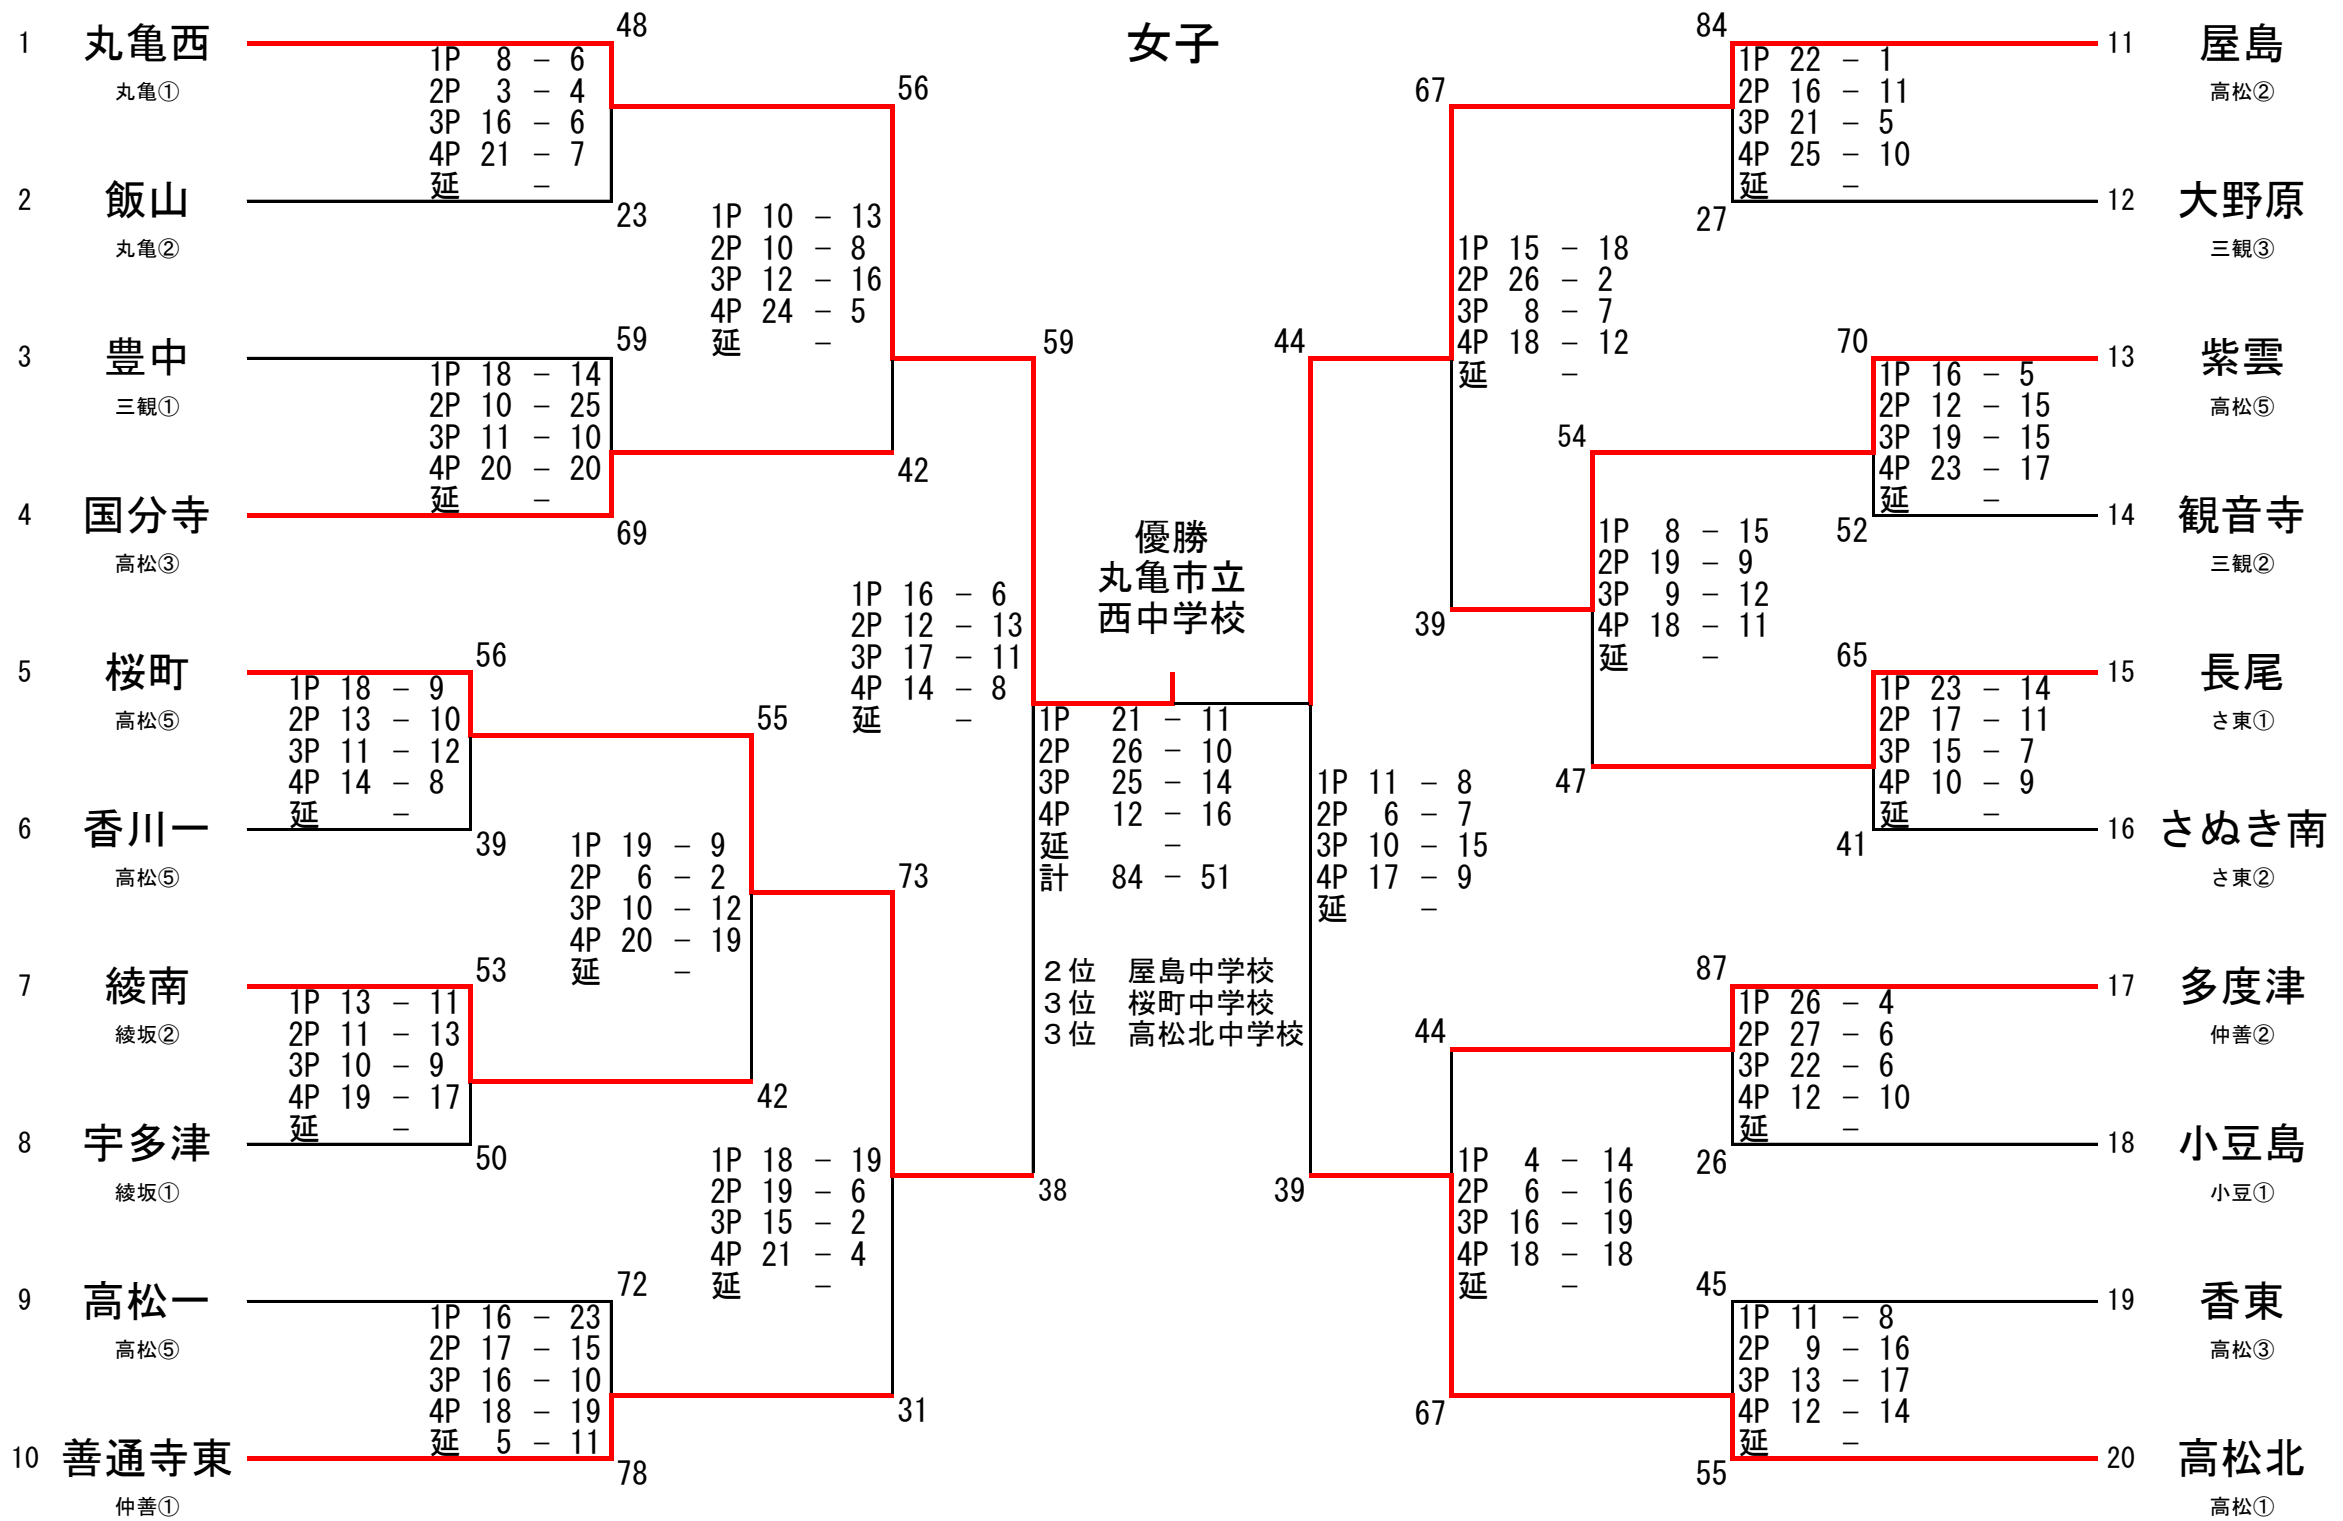 女子
1 丸亀西
丸亀①
48
1P 8 - 6
2P 3 - 4
3P 16 - 6
4P 21 - 7
延 -
2 飯山
丸亀②
23
3 豊中
三観①
59
1P 18 - 14
2P 10 - 25
3P 11 - 10
4P 20 - 20
延 -
4 国分寺
高松③
69
56
1P 10 - 13
2P 10 - 8
3P 12 - 16
4P 24 - 5
延 -
42
5 桜町
高松⑤
56
1P 18 - 9
2P 13 - 10
3P 11 - 12
4P 14 - 8
延 -
6 香川一
高松⑤
39
7 綾南
綾坂②
53
1P 13 - 11
2P 11 - 13
3P 10 - 9
4P 19 - 17
延 -
8 宇多津
綾坂①
50
55
1P 19 - 9
2P 6 - 2
3P 10 - 12
4P 20 - 19
延 -
42
9 高松一
高松⑤
72
1P 16 - 23
2P 17 - 15
3P 16 - 10
4P 18 - 19
延 5 - 11
10 善通寺東
仲善①
78
73
1P 18 - 19
2P 19 - 6
3P 15 - 2
4P 21 - 4
延 -
31
59
1P 16 - 6
2P 12 - 13
3P 17 - 11
4P 14 - 8
延 -
38
優勝
丸亀市立
西中学校
1P 21 - 11
2P 26 - 10
3P 25 - 14
4P 12 - 16
延 -
計 84 - 51
2位 屋島中学校
3位 桜町中学校
3位 高松北中学校
44
1P 11 - 8
2P 6 - 7
3P 10 - 15
4P 17 - 9
延 -
39
67
1P 15 - 18
2P 26 - 2
3P 8 - 7
4P 18 - 12
延 -
39
84
1P 22 - 1
2P 16 - 11
3P 21 - 5
4P 25 - 10
延 -
27
11 屋島
高松②
12 大野原
三観③
54
1P 8 - 15
2P 19 - 9
3P 9 - 12
4P 18 - 11
延 -
47
70
1P 16 - 5
2P 12 - 15
3P 19 - 15
4P 23 - 17
延 -
52
13 紫雲
高松⑤
14 観音寺
三観②
65
1P 23 - 14
2P 17 - 11
3P 15 - 7
4P 10 - 9
延 -
41
15 長尾
さ東①
16 さぬき南
さ東②
44
1P 4 - 14
2P 6 - 16
3P 16 - 19
4P 18 - 18
延 -
67
87
1P 26 - 4
2P 27 - 6
3P 22 - 6
4P 12 - 10
延 -
26
17 多度津
仲善②
18 小豆島
小豆①
45
1P 11 - 8
2P 9 - 16
3P 13 - 17
4P 12 - 14
延 -
55
19 香東
高松③
20 高松北
高松①